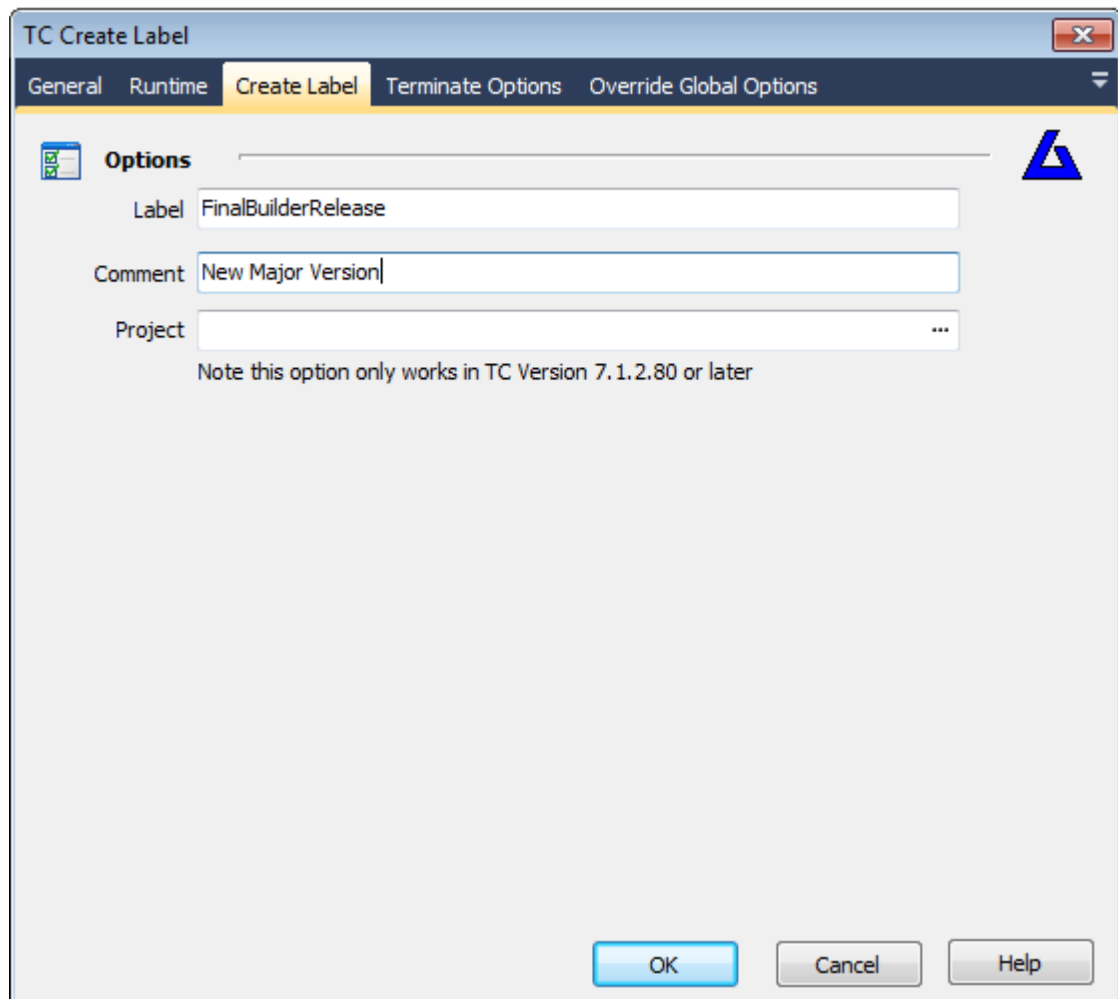 TC Create Label
General Runtime Create Label Terminate Options Override Global Options
Options
Label FinalBuilderRelease
Comment New Major Version
Project ...
Note this option only works in TC Version 7.1.2.80 or later
OK Cancel Help